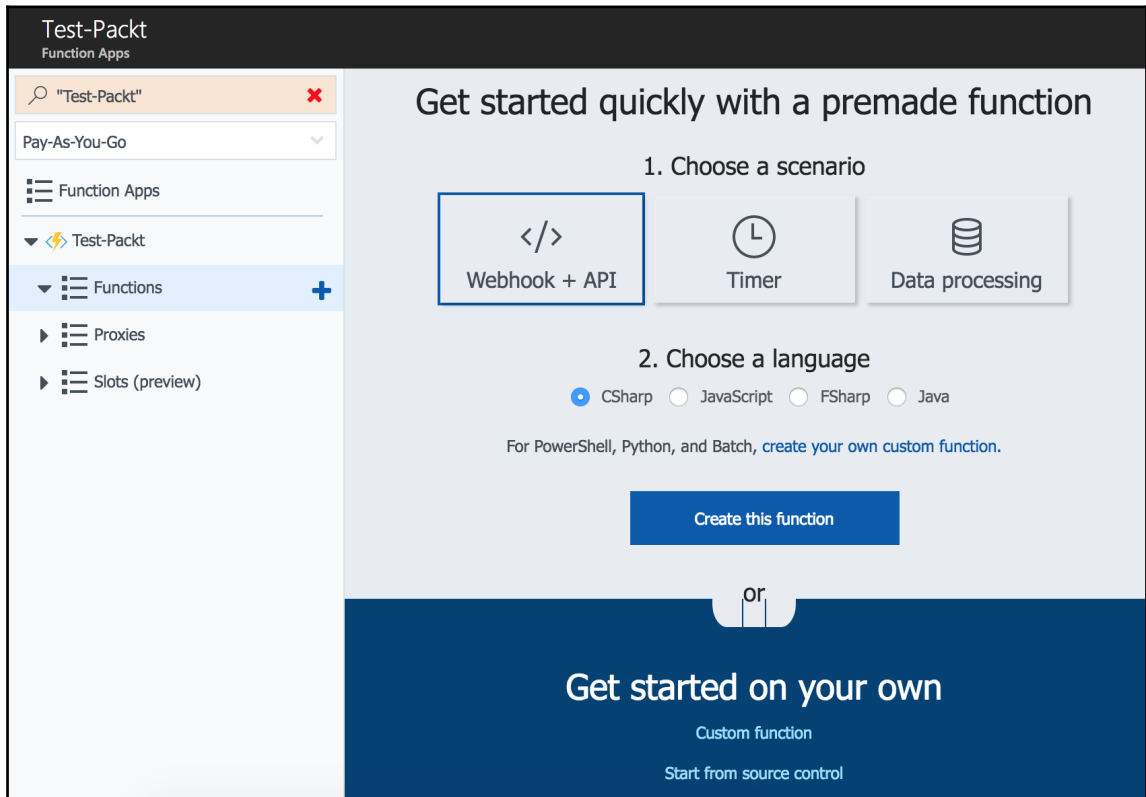 Test-Packt
Function Apps
"Test-Packt"
Pay-As-You-Go
Function Apps
Test-Packt
Functions
Proxies
Slots (preview)
Get started quickly with a premade function
1. Choose a scenario
</>
Webhook + API
Timer
Data processing
2. Choose a language
CSharp JavaScript FSharp Java
For PowerShell, Python, and Batch, create your own custom function.
Create this function
or
Get started on your own
Custom function
Start from source control